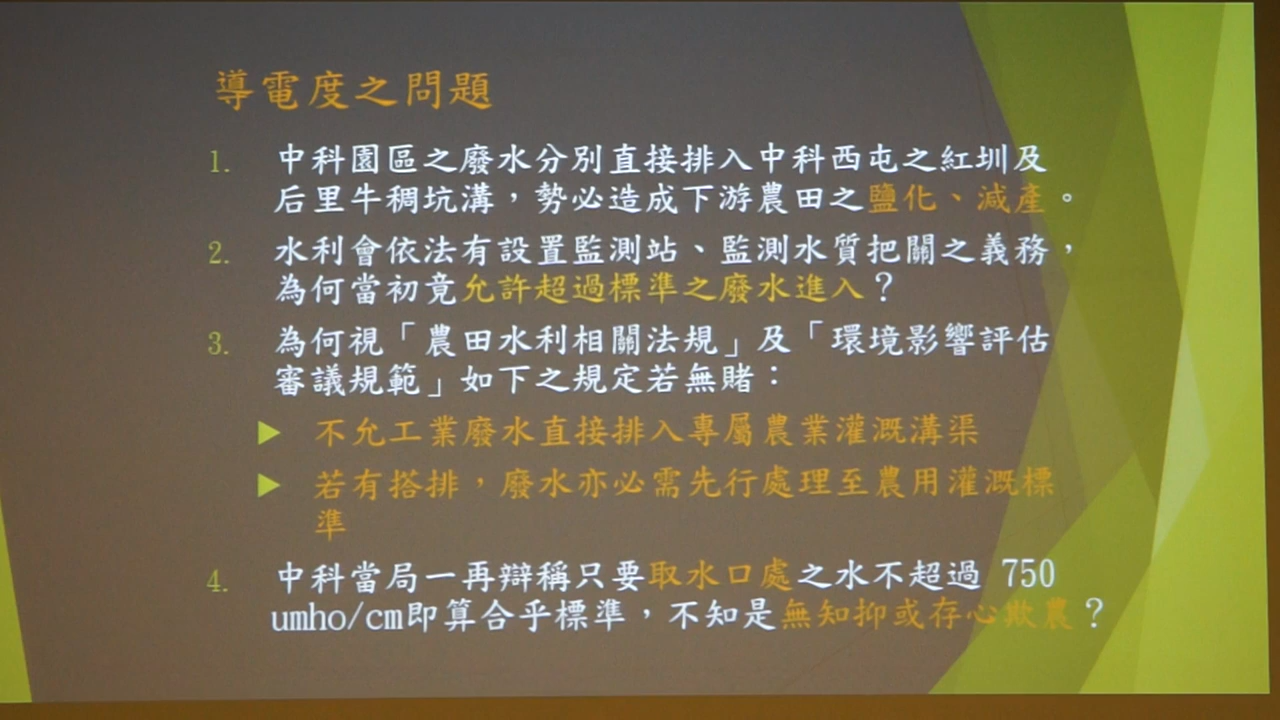 導電度之問題
1. 中科園區之廢水分別直接排入中科西屯之紅圳及
后里牛稠坑溝，勢必造成下游農田之鹽化、減產。
2. 水利會依法有設置監測站、監測水質把關之義務，
為何當初竟允許超過標準之廢水進入？
3. 為何視「農田水利相關法規」及「環境影響評估
審議規範」如下之規定若無賭：
不允工業廢水直接排入專屬農業灌溉溝渠
若有搭排，廢水亦必需先行處理至農用灌溉標
準
4. 中科當局一再辯稱只要取水口處之水不超過 750
umho/cm即算合乎標準，不知是無知抑或存心欺農？